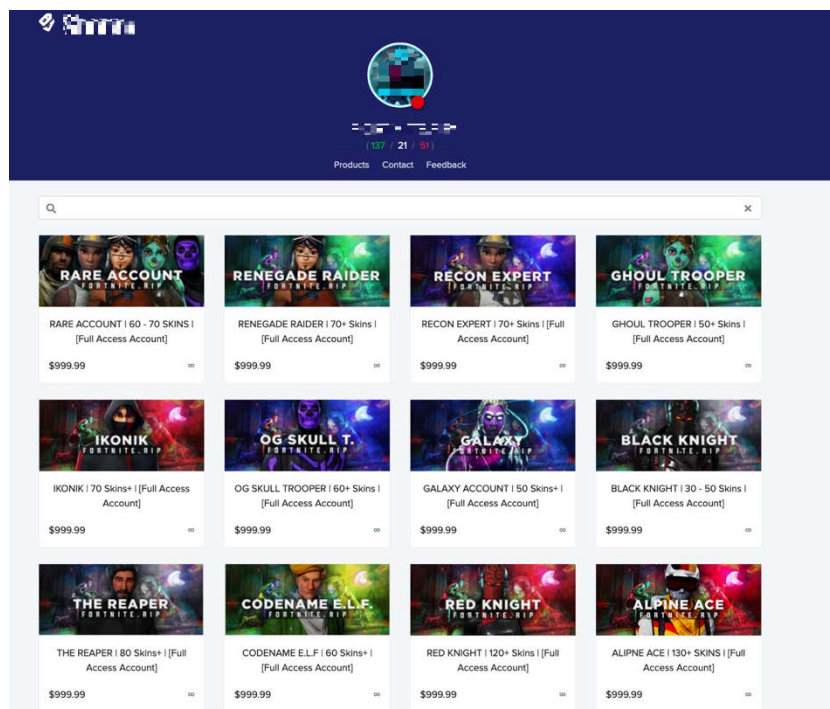 ( 137 / 21 / 51 )
Products Contact Feedback
RARE ACCOUNT
FORTNITE.RIP
RENEGADE RAIDER
FORTNITE.RIP
RECON EXPERT
FORTNITE.RIP
GHOUL TROOPER
FORTNITE.RIP
RARE ACCOUNT | 60 - 70 SKINS |
[Full Access Account]
RENEGADE RAIDER | 70+ Skins |
[Full Access Account]
RECON EXPERT | 70+ Skins | [Full
Access Account]
GHOUL TROOPER | 50+ Skins |
[Full Access Account]
$999.99 ∞
$999.99 ∞
$999.99 ∞
$999.99 ∞
IKONIK
FORTNITE.RIP
OG SKULL T.
FORTNITE.RIP
GALAXY
FORTNITE.RIP
BLACK KNIGHT
FORTNITE.RIP
IKONIK | 70 Skins+ | [Full Access
Account]
OG SKULL TROOPER | 60+ Skins |
[Full Access Account]
GALAXY ACCOUNT | 50 Skins+ |
[Full Access Account]
BLACK KNIGHT | 30 - 50 Skins |
[Full Access Account]
$999.99 ∞
$999.99 ∞
$999.99 ∞
$999.99 ∞
THE REAPER
FORTNITE.RIP
CODENAME E.L.F.
FORTNITE.RIP
RED KNIGHT
FORTNITE.RIP
ALPINE ACE
FORTNITE.RIP
THE REAPER | 80 Skins+ | [Full
Access Account]
CODENAME E.L.F | 60 Skins+ |
[Full Access Account]
RED KNIGHT | 120+ Skins | [Full
Access Account]
ALIPNE ACE | 130+ SKINS | [Full
Access Account]
$999.99 ∞
$999.99 ∞
$999.99 ∞
$999.99 ∞